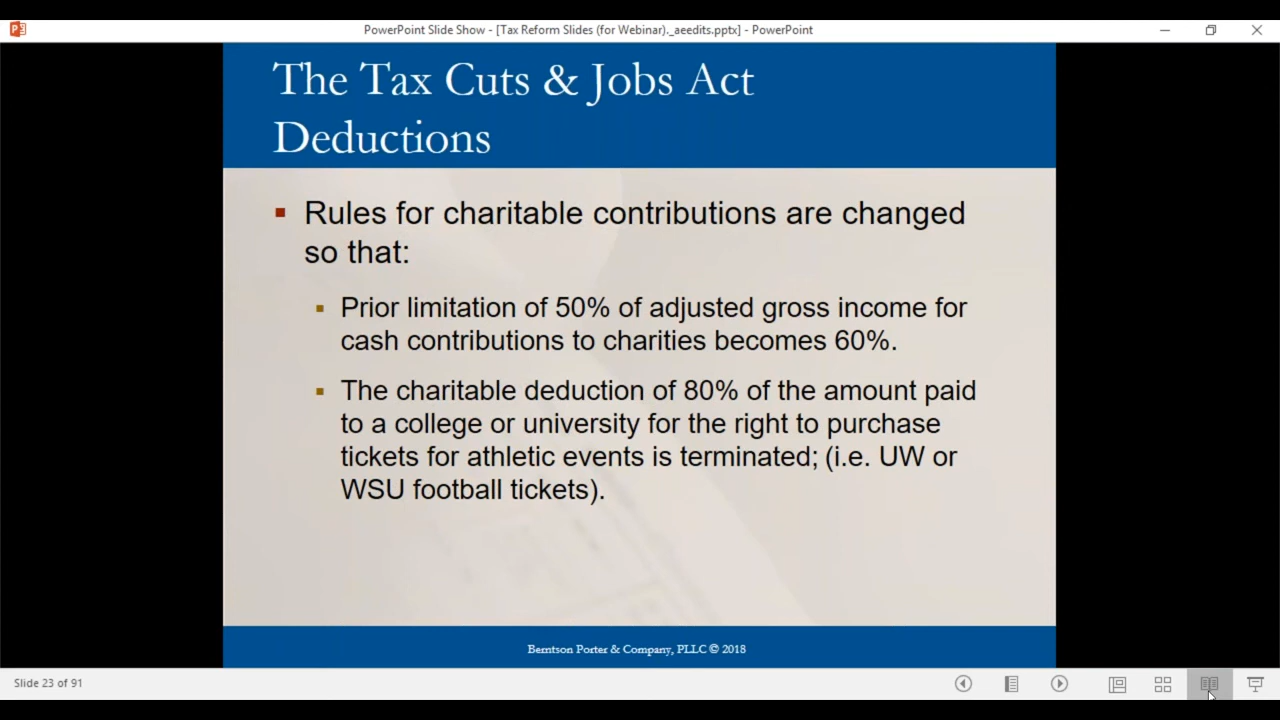 PowerPoint Slide Show - [Tax Reform Slides (for Webinar)._aeedits.pptx] - PowerPoint
The Tax Cuts & Jobs Act
Deductions
Rules for charitable contributions are changed
so that:
Prior limitation of 50% of adjusted gross income for
cash contributions to charities becomes 60%.
The charitable deduction of 80% of the amount paid
to a college or university for the right to purchase
tickets for athletic events is terminated; (i.e. UW or
WSU football tickets).
Berntson Porter & Company, PLLC © 2018
Slide 23 of 91